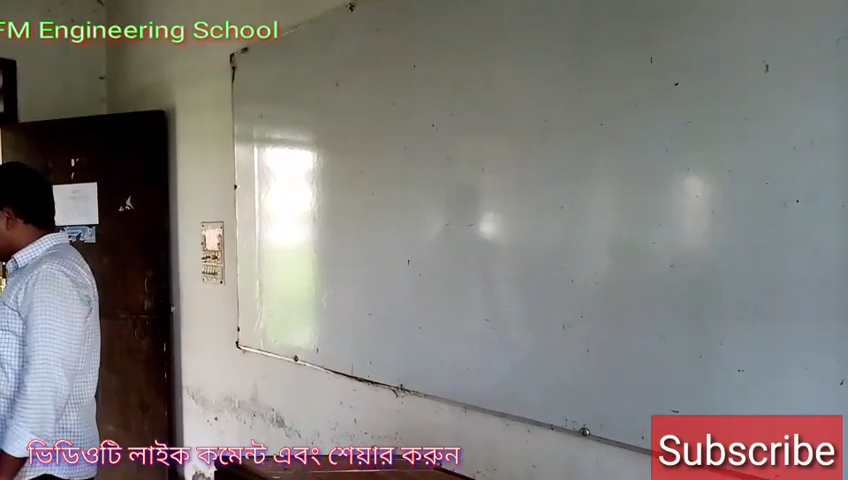 FM Engineering School
ভিডিওটি লাইক কমেন্ট এবং শেয়ার করুন
Subscribe